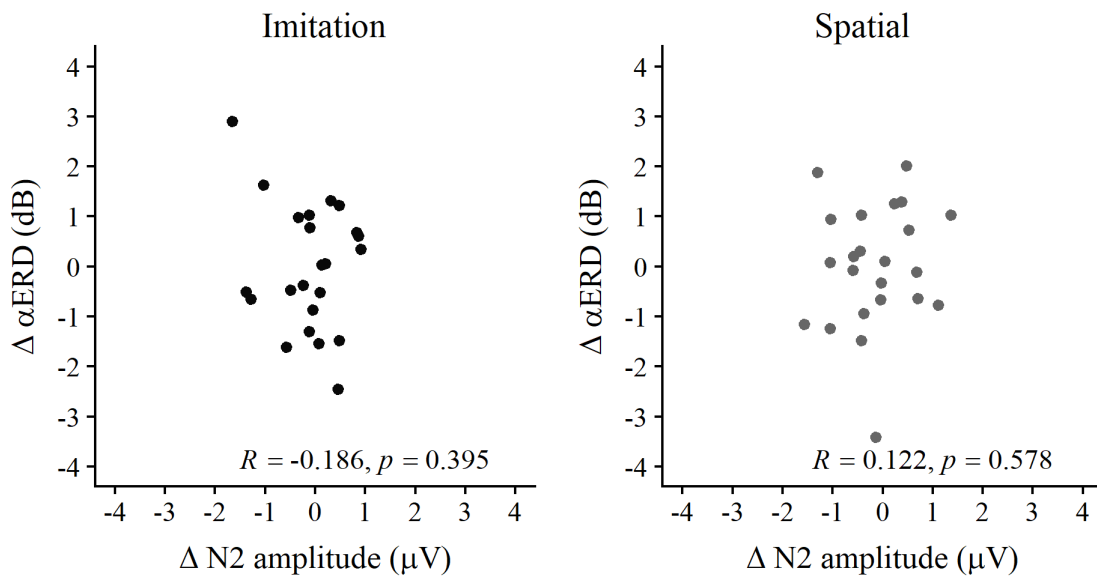 Imitation
4
3
2
1
0
-1
-2
-3
-4
Δ αERD (dB)
R = -0.186, p = 0.395
-4 -3 -2 -1 0 1 2 3 4
Δ N2 amplitude (μV)
Spatial
4
3
2
1
0
-1
-2
-3
-4
Δ αERD (dB)
R = 0.122, p = 0.578
-4 -3 -2 -1 0 1 2 3 4
Δ N2 amplitude (μV)